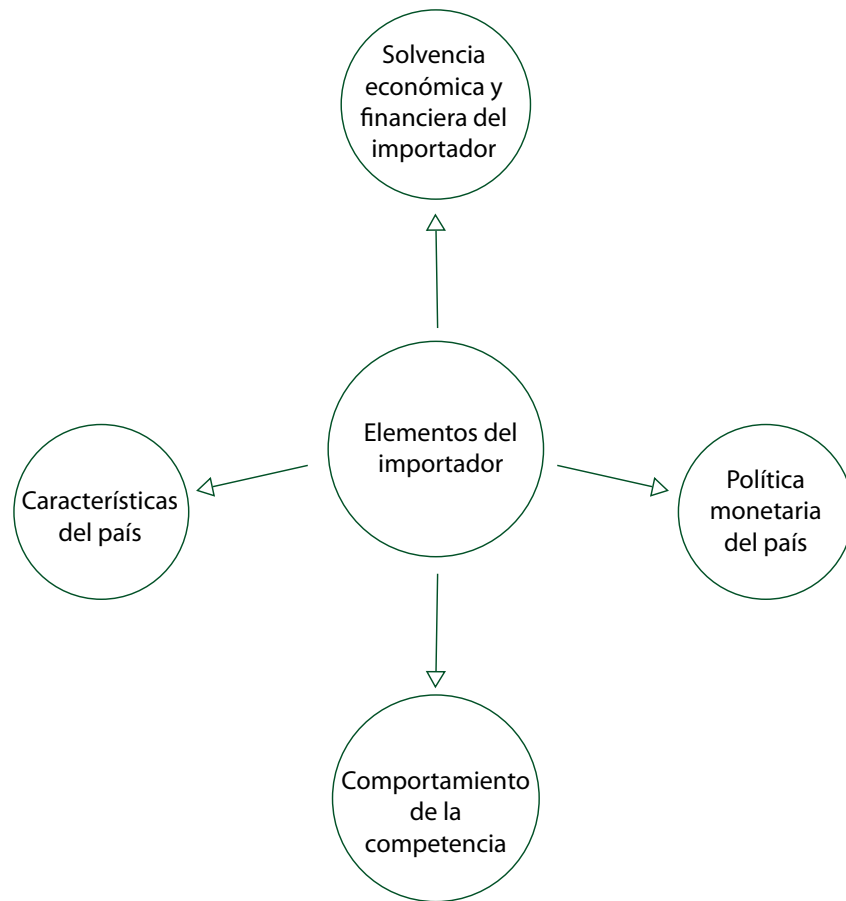 Solvencia
económica y
financiera del
importador
Elementos del
importador
Características
del país
Política
monetaria
del país
Comportamiento
de la
competencia